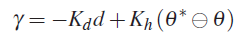 γ = −K_d d + K_h (θ* ⊖ θ)